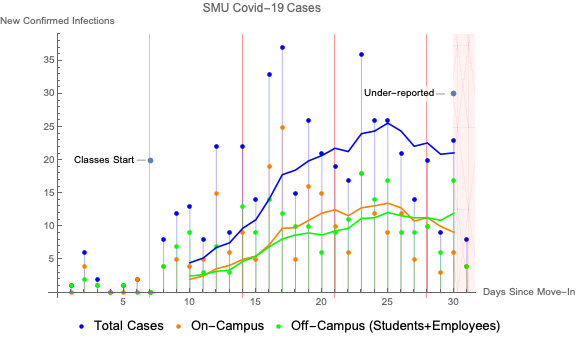 SMU Covid-19 Cases
New Confirmed Infections
35
30
25
20
15
10
5
Under-reported
Classes Start
5 10 15 20 25 30
Days Since Move-In
Total Cases On-Campus Off-Campus (Students+Employees)